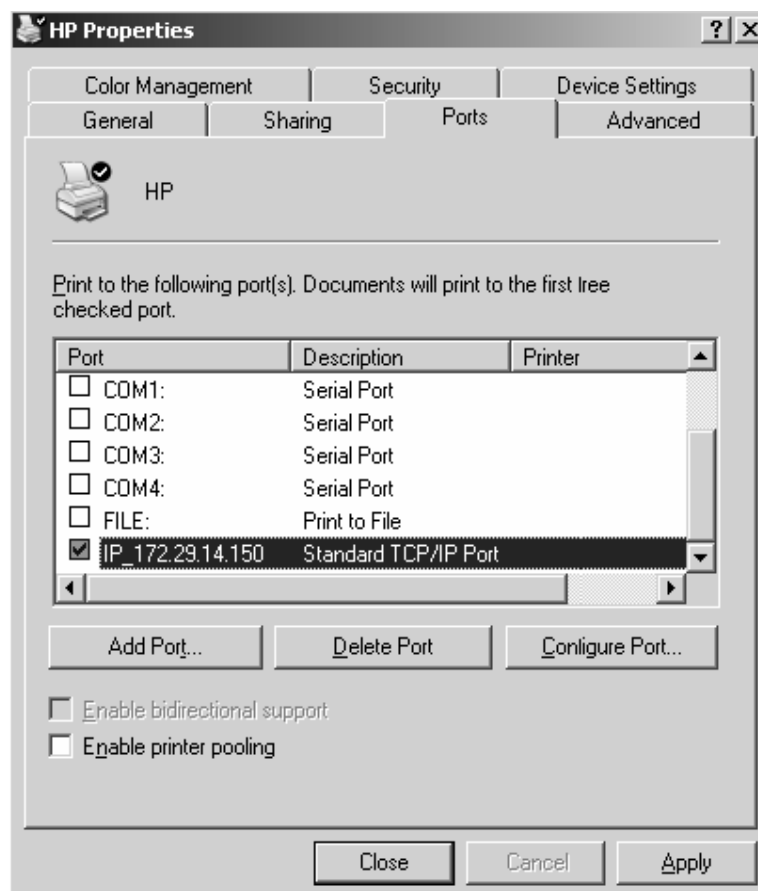 HP Properties
Color Management Security Device Settings
General Sharing Ports Advanced
HP
Print to the following port(s). Documents will print to the first free
checked port.
Port Description Printer
COM1: Serial Port
COM2: Serial Port
COM3: Serial Port
COM4: Serial Port
FILE: Print to File
IP_172.29.14.150 Standard TCP/IP Port
Add Port... Delete Port Configure Port...
Enable bidirectional support
Enable printer pooling
Close Cancel Apply